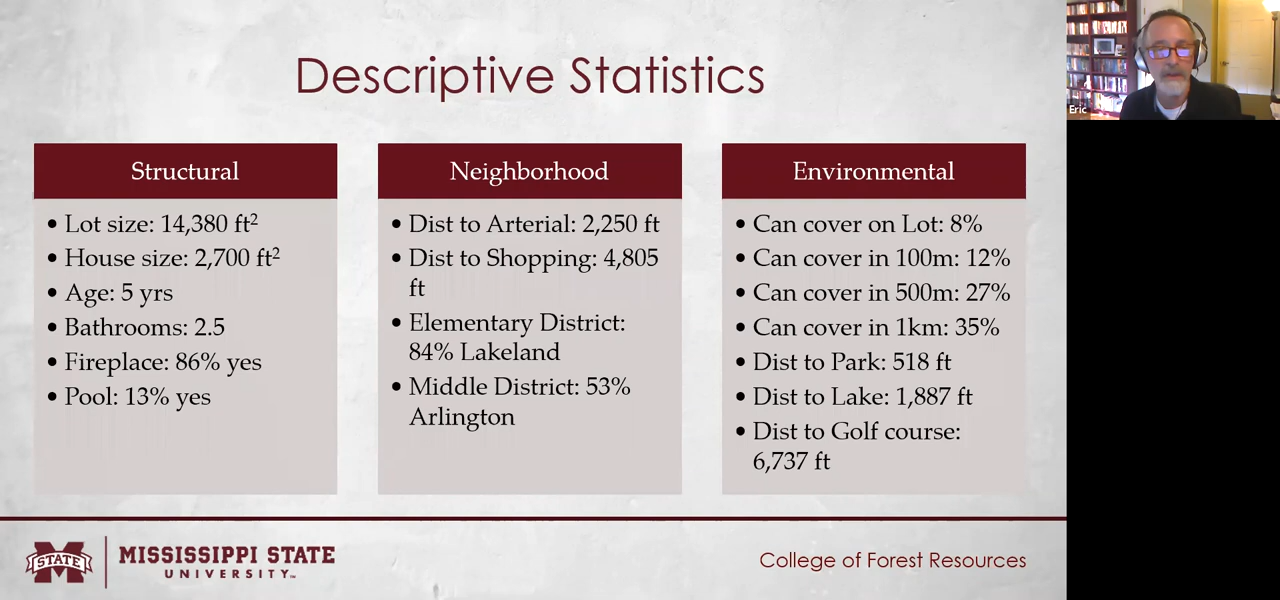 Descriptive Statistics
Structural
• Lot size: 14,380 ft²
• House size: 2,700 ft²
• Age: 5 yrs
• Bathrooms: 2.5
• Fireplace: 86% yes
• Pool: 13% yes
Neighborhood
• Dist to Arterial: 2,250 ft
• Dist to Shopping: 4,805
ft
• Elementary District:
84% Lakeland
• Middle District: 53%
Arlington
Environmental
• Can cover on Lot: 8%
• Can cover in 100m: 12%
• Can cover in 500m: 27%
• Can cover in 1km: 35%
• Dist to Park: 518 ft
• Dist to Lake: 1,887 ft
• Dist to Golf course:
6,737 ft
STATE
MISSISSIPPI STATE
UNIVERSITY™
College of Forest Resources
Eric